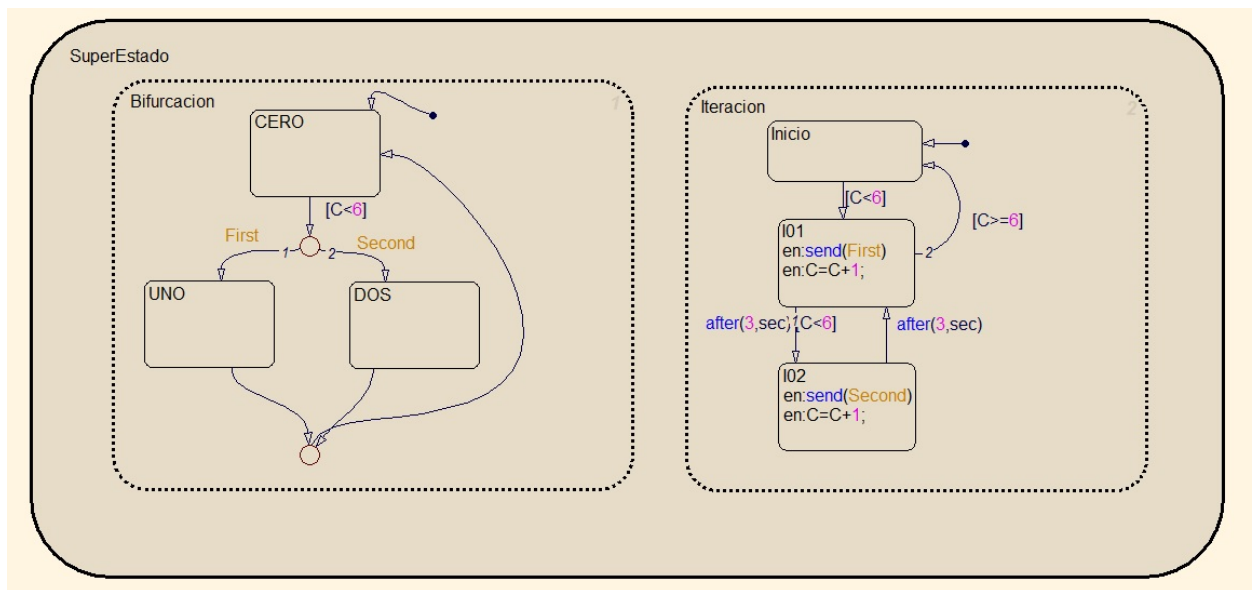 SuperEstado
Bifurcacion
1
CERO
[C<6]
First
1
2
Second
UNO
DOS
Iteracion
2
Inicio
[C<6]
[C>=6]
I01
en:send(First)
en:C=C+1;
2
after(3,sec)
1
[C<6]
after(3,sec)
I02
en:send(Second)
en:C=C+1;